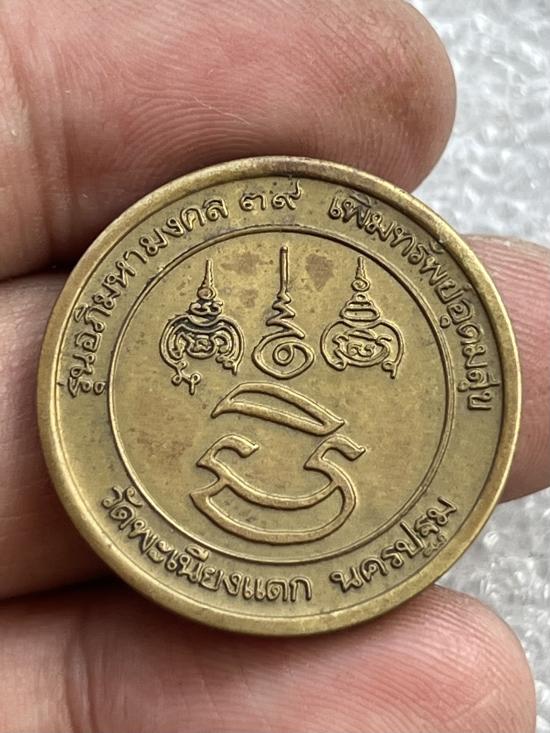 รุ่นอภิมหามงคล ๓๙ เพิ่มทรัพย์อุดมสุข
วัดพะเนียงแตก นครปฐม